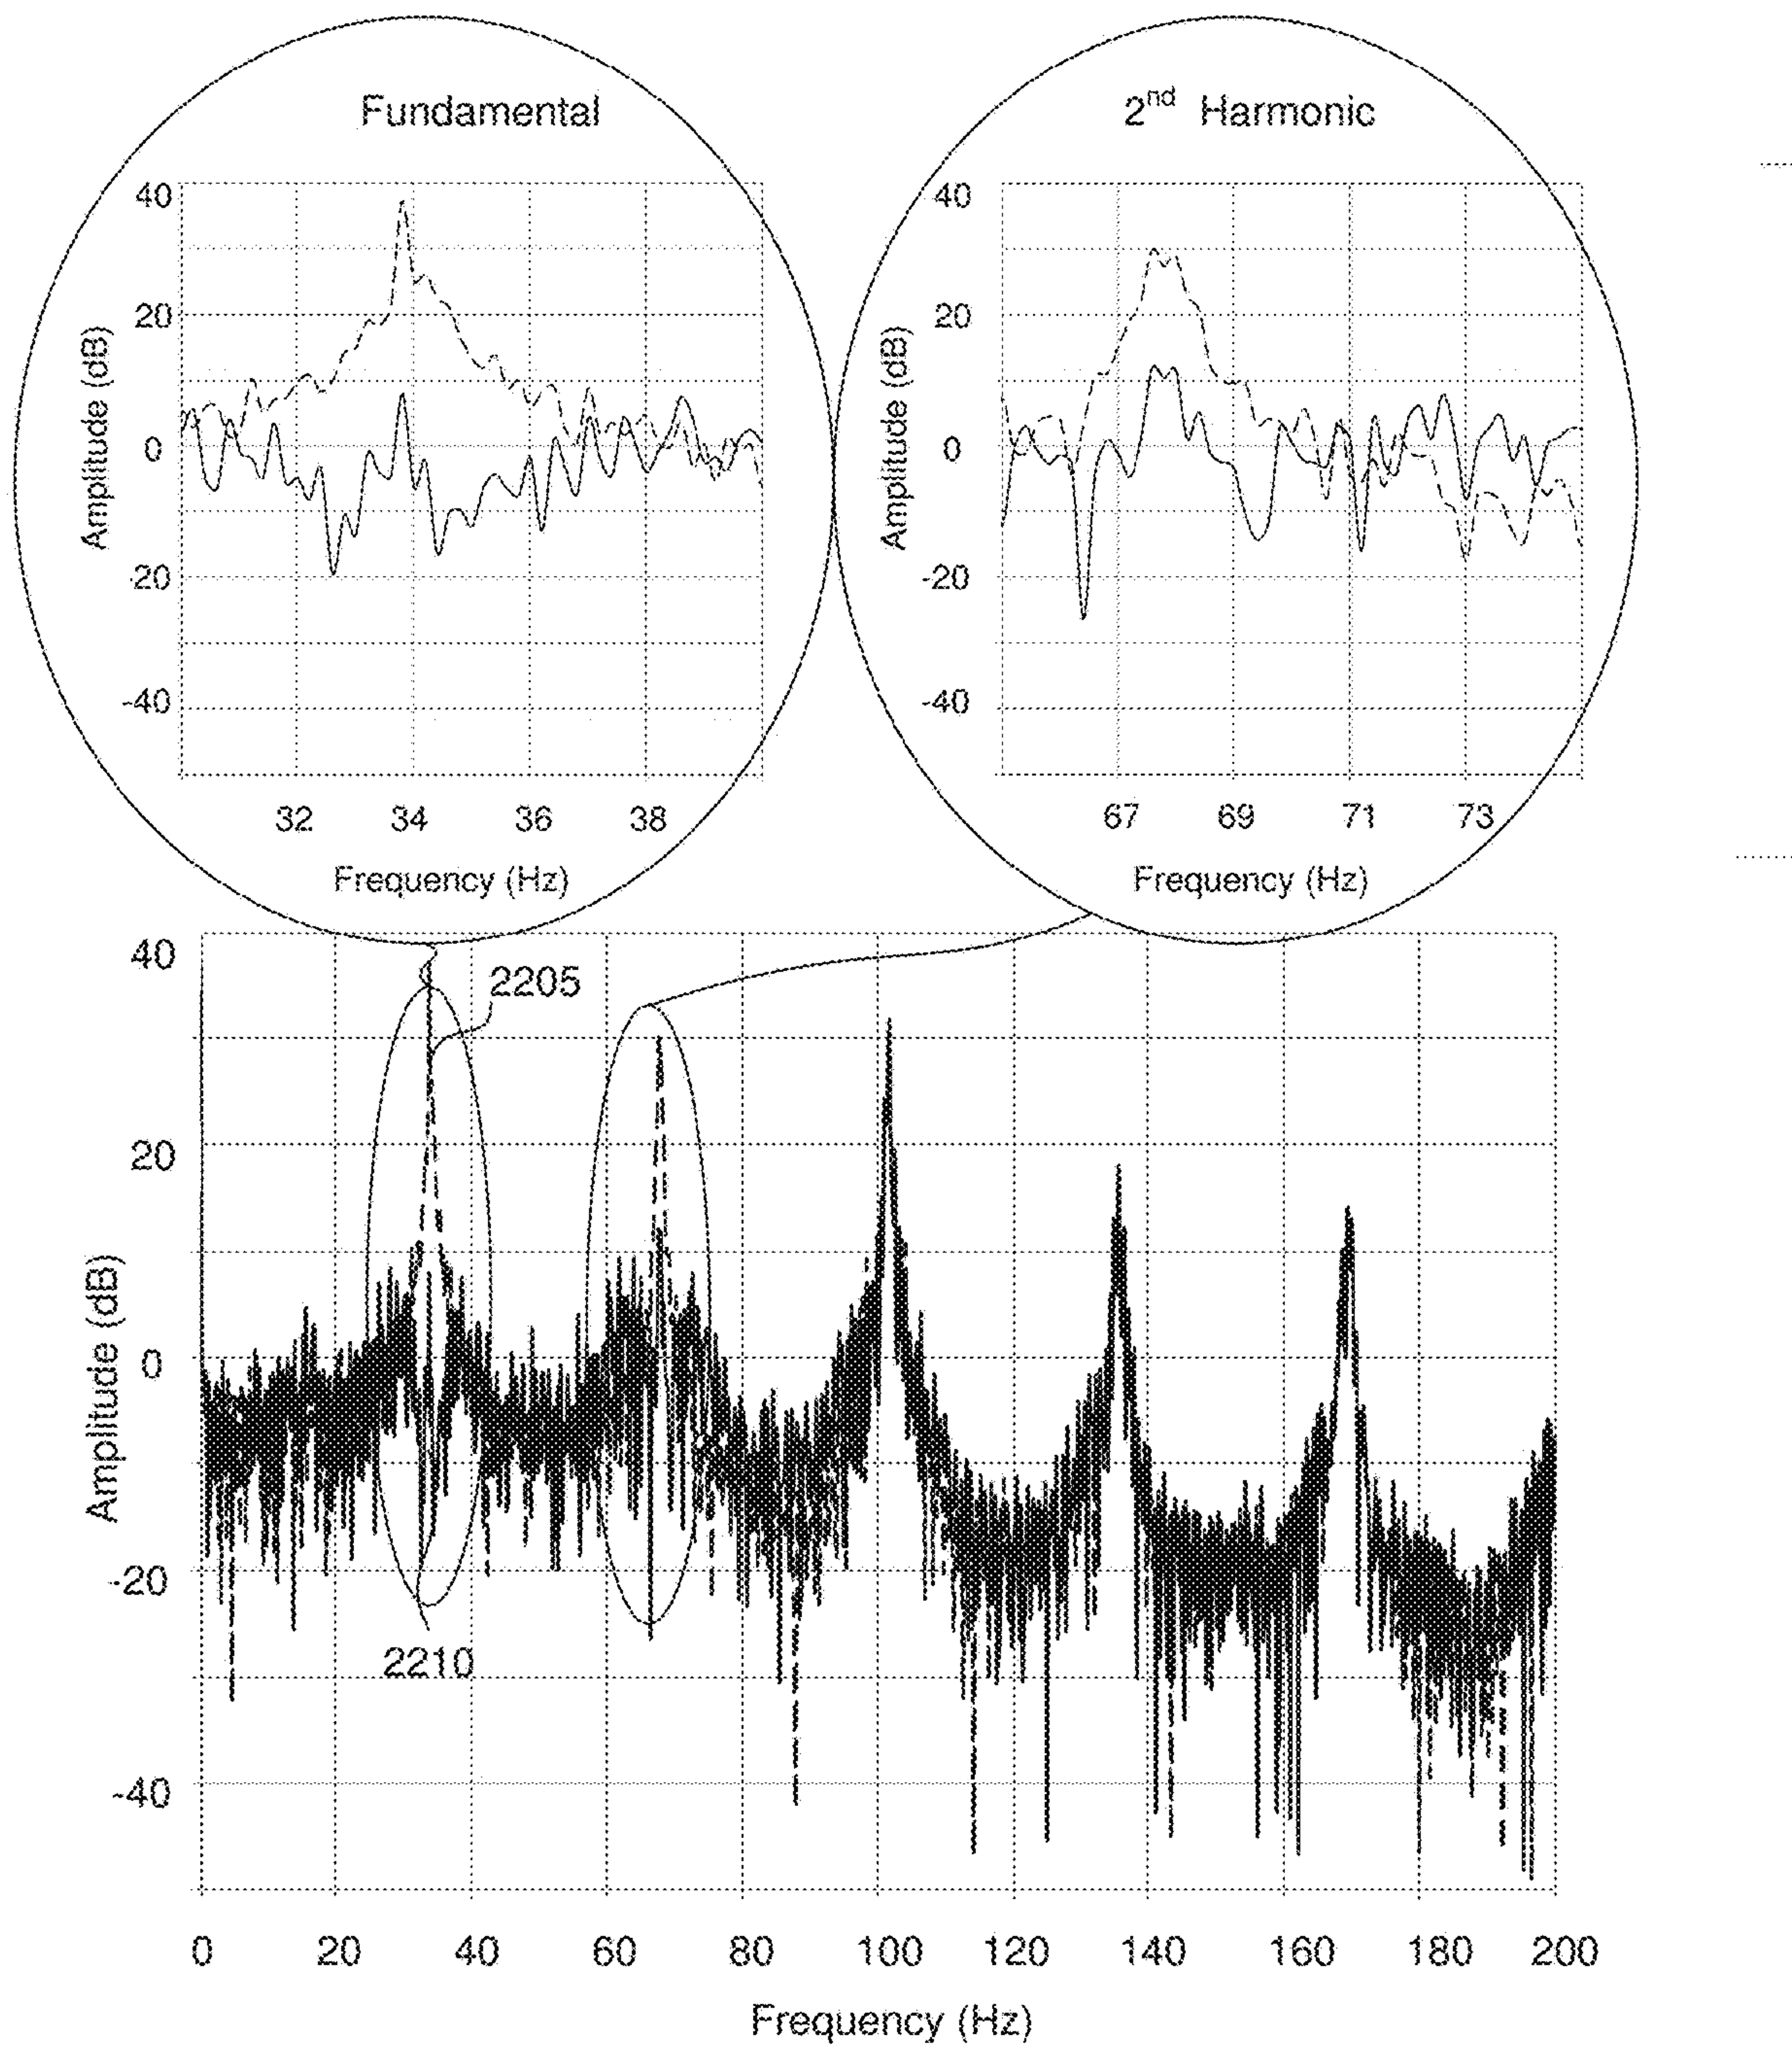 Fundamental
40
20
0
-20
-40
Amplitude (dB)
32 34 36 38
Frequency (Hz)
2nd Harmonic
40
20
0
-20
-40
Amplitude (dB)
67 69 71 73
Frequency (Hz)
40
20
0
-20
-40
Amplitude (dB)
2205
2210
0 20 40 60 80 100 120 140 160 180 200
Frequency (Hz)